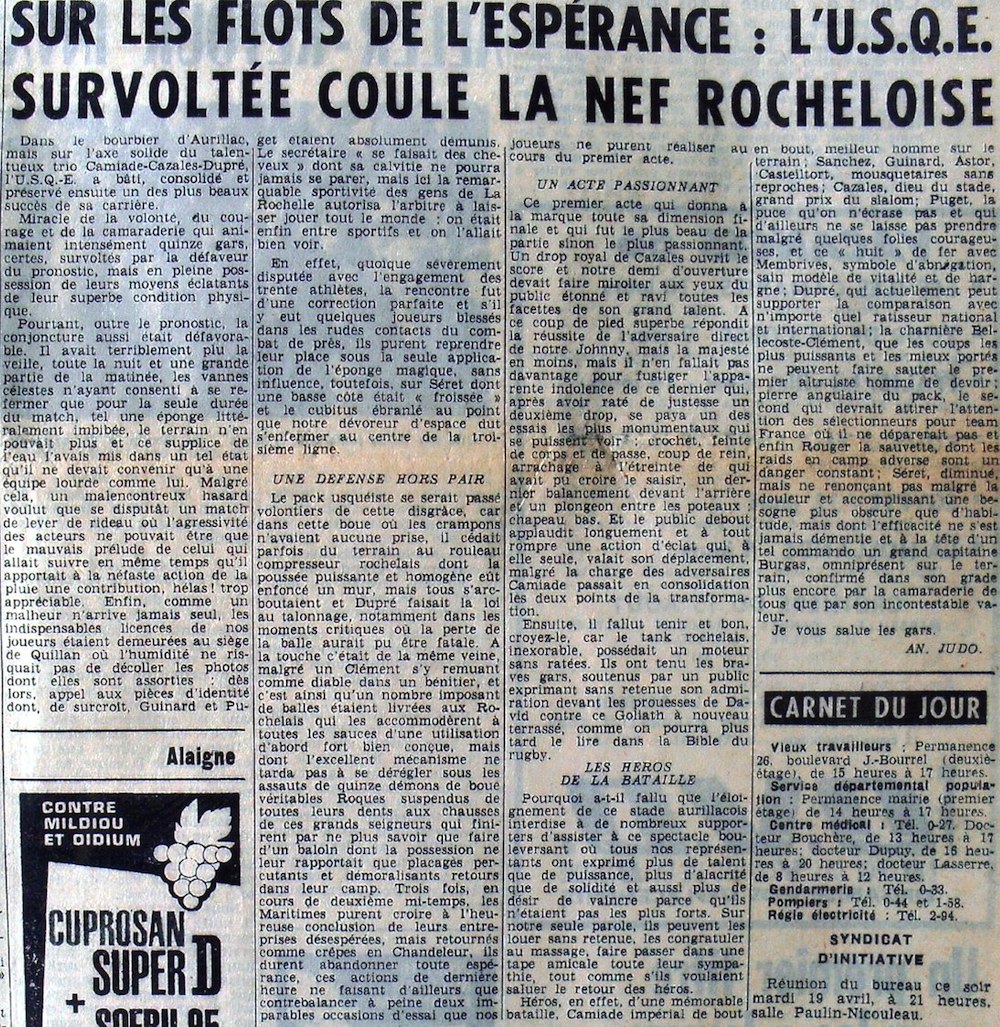 SUR LES FLOTS DE L'ESPÉRANCE : L'U.S.Q.E.
SURVOLTÉE COULE LA NEF ROCHELOISE
Dans le bourbier d'Aurillac,
mais sur l'axe solide du talen-
tueux trio Camiade-Cazales-Dupré,
l'U.S.Q.E. a bâti, consolidé et
préservé ensuite un des plus beaux
succès de sa carrière.
Miracle de la volonté, du cou-
rage et de la camaraderie qui ani-
maient intensément quinze gars,
certes, survoltés par la défaveur
du pronostic, mais en pleine pos-
session de leurs moyens éclatants
de leur superbe condition physi-
que.
Pourtant, outre le pronostic, la
conjoncture aussi était défavora-
ble. Il avait terriblement plu la
veille, toute la nuit et une grande
partie de la matinée, les vannes
célestes n'ayant consenti à se re-
fermer que pour la seule durée
du match, tel une éponge litté-
ralement imbibée, le terrain n'en
pouvait plus et ce supplice de
l'eau l'avais mis dans un tel état
qu'il ne devait convenir qu'à une
équipe lourde comme lui. Malgré
cela, un malencontreux hasard
voulut que se disputât un match
de lever de rideau où l'agressivité
des acteurs ne pouvait être que
le mauvais prélude de celui qui
allait suivre en même temps qu'il
apportait à la néfaste action de la
pluie une contribution, hélas ! trop
appréciable. Enfin, comme un
malheur n'arrive jamais seul, les
indispensables licences de nos
joueurs étaient demeurées au siège
de Quillan où l'humidité ne ris-
quait pas de décoller les photos
dont elles sont assorties : dès
lors, appel aux pièces d'identité
dont, de surcroit, Guinard et Pu-
get étaient absolument démunis.
Le secrétaire « se faisait des che-
veux » dont sa calvitie ne pourra
jamais se parer, mais ici la remar-
quable sportivité des gens de La
Rochelle autorisa l'arbitre à lais-
ser jouer tout le monde : on était
enfin entre sportifs et on l'allait
bien voir.
En effet, quoique sévèrement
disputée avec l'engagement des
trente athlètes, la rencontre fut
d'une correction parfaite et s'il
y eut quelques joueurs blessés
dans les rudes contacts du com-
bat de près, ils purent reprendre
leur place sous la seule applica-
tion de l'éponge magique, sans
influence, toutefois, sur Séret dont
une basse côte était « froissée »
et le cubitus ébranlé au point
que notre dévoreur d'espace dut
s'enfermer au centre de la troi-
sième ligne.
UNE DEFENSE HORS PAIR
Le pack usquéiste se serait passé
volontiers de cette disgrâce, car
dans cette boue où les crampons
n'avaient aucune prise, il cédait
parfois du terrain au rouleau
compresseur rochelais dont la
poussée puissante et homogène eût
enfoncé un mur, mais tous s'arc-
boutaient et Dupré faisait la loi
au talonnage, notamment dans les
moments critiques où la perte de
la balle aurait pu être fatale. A
la touche c'était de la même veine,
malgré un Clément s'y remuant
comme diable dans un bénitier, et
c'est ainsi qu'un nombre imposant
de balles étaient livrées aux Ro-
chelais qui les accommodèrent à
toutes les sauces d'une utilisation
d'abord fort bien conçue, mais
dont l'excellent mécanisme ne
tarda pas à se dérégler sous les
assauts de quinze démons de boue
véritables Roques suspendus de
toutes leurs dents aux chausses
de ces grands seigneurs qui fini-
rent par ne plus savoir que faire
d'un balon dont la possession ne
leur rapportait que placages per-
cutants et démoralisants retours
dans leur camp. Trois fois, en
cours de deuxième mi-temps, les
Maritimes purent croire à l'heu-
reuse conclusion de leurs entre-
prises désespérées, mais retournés
comme crêpes en Chandeleur, ils
durent abandonner toute espé-
rance, ces actions de dernière
heure ne faisant d'ailleurs que
contrebalancer à peine deux im-
parables occasions d'essai que nos
joueurs ne purent réaliser au
cours du premier acte.
UN ACTE PASSIONNANT
Ce premier acte qui donna à
la marque toute sa dimension fi-
nale et qui fut le plus beau de la
partie sinon le plus passionnant.
Un drop royal de Cazales ouvrit le
score et notre demi d'ouverture
devait faire miroiter aux yeux du
public étonné et ravi toutes les
facettes de son grand talent. A
ce coup de pied superbe répondit
la réussite de l'adversaire direct
de notre Johnny, mais la majesté
en moins, mais il n'en fallait pas
davantage pour fustiger l'appa-
rente indolence de ce dernier qui,
après avoir raté de justesse un
deuxième drop, se paya un des
essais les plus monumentaux qui
se puissent voir : crochet, feinte
de corps et de passe, coup de rein,
arrachage à l'étreinte de qui
avait pu croire le saisir, un der-
nier balancement devant l'arrière
et un plongeon entre les poteaux :
chapeau bas. Et le public debout
applaudit longuement et à tout
rompre une action d'éclat qui, à
elle seule, valait son déplacement,
malgré la charge des adversaires
Camiade passa en consolidation
les deux points de la transforma-
tion.
Ensuite, il fallut tenir et bon,
croyez-le, car le tank rochelais,
inexorable, possédait un moteur
sans ratées. Ils ont tenu les bra-
ves gars, soutenus par un public
exprimant sans retenue son admi-
ration devant les prouesses de Da-
vid contre ce Goliath à nouveau
terrassé, comme on pourra plus
tard le lire dans la Bible du
rugby.
LES HEROS
DE LA BATAILLE
Pourquoi a-t-il fallu que l'éloi-
gnement de ce stade aurillacois
interdise à de nombreux suppor-
ters d'assister à ce spectacle bou-
leversant où tous nos représen-
tants ont exprimé plus de talent
que de puissance, plus d'alacrité
que de solidité et aussi plus de
désir de vaincre parce qu'ils
n'étaient pas les plus forts. Sur
notre seule parole, ils peuvent les
louer sans retenue, les congratuler
au massage, faire passer dans une
tape amicale toute leur sympa-
thie, tout comme s'ils voulaient
saluer le retour des héros.
Héros, en effet, d'une mémorable
bataille, Camiade impérial de bout
en bout, meilleur homme sur le
terrain ; Sanchez, Guinard, Astor,
Casteiltort, mousquetaires sans
reproches ; Cazales, dieu du stade,
grand prix du slalom ; Puget, la
puce qu'on n'écrase pas et qui
d'ailleurs ne se laisse pas prendre
malgré quelques folies courageu-
ses, et ce « huit » de fer avec
Membrives, symbole d'abnégation,
un modèle de vitalité et de har-
gne ; Dupré, qui actuellement peut
supporter la comparaison avec
n'importe quel ratisseur national
et international ; la charnière Bel-
lecoste-Clément, que les coups les
plus puissants et les mieux portés
ne peuvent faire sauter le pre-
mier altruiste homme de devoir ;
pierre angulaire du pack, le se-
cond qui devrait attirer l'atten-
tion des sélectionneurs pour team
France où il ne déparerait pas et
enfin Rouger la sauvette, dont les
raids en camp adverse sont un
danger constant ; Séret, diminué,
mais ne renonçant pas malgré la
douleur et accomplissant une be-
sogne plus obscure que d'habi-
tude, mais dont l'efficacité ne s'est
jamais démentie et à la tête d'un
tel commando un grand capitaine
Burgas, omniprésent sur le ter-
rain, confirmé dans son grade
plus encore par la camaraderie de
tous que par son incontestable va-
leur.
Je vous salue les gars.
AN. JUDO.
CARNET DU JOUR
Vieux travailleurs : Permanence
26, boulevard J.-Bourrel (deuxiè-
étage), de 15 heures à 17 heures.
Service départemental popula-
tion : Permanence mairie (premier
étage) de 14 heures à 17 heures.
Centre médical : Tél. 0-27. Doc-
teur Bouchère, de 13 heures à 17
heures ; docteur Dupuy, de 16 heu-
res à 20 heures ; docteur Lasserre,
de 8 heures à 12 heures.
Gendarmerie : Tél. 0-33.
Pompiers : Tél. 0-44 et 1-58.
Régie électricité : Tél. 2-94.
SYNDICAT
D'INITIATIVE
Réunion du bureau ce soir
mardi 19 avril, à 21 heures,
salle Paulin-Nicouleau.
Alaigne
CONTRE
MILDIOU
ET OIDIUM
CUPROSAN
SUPER D
+